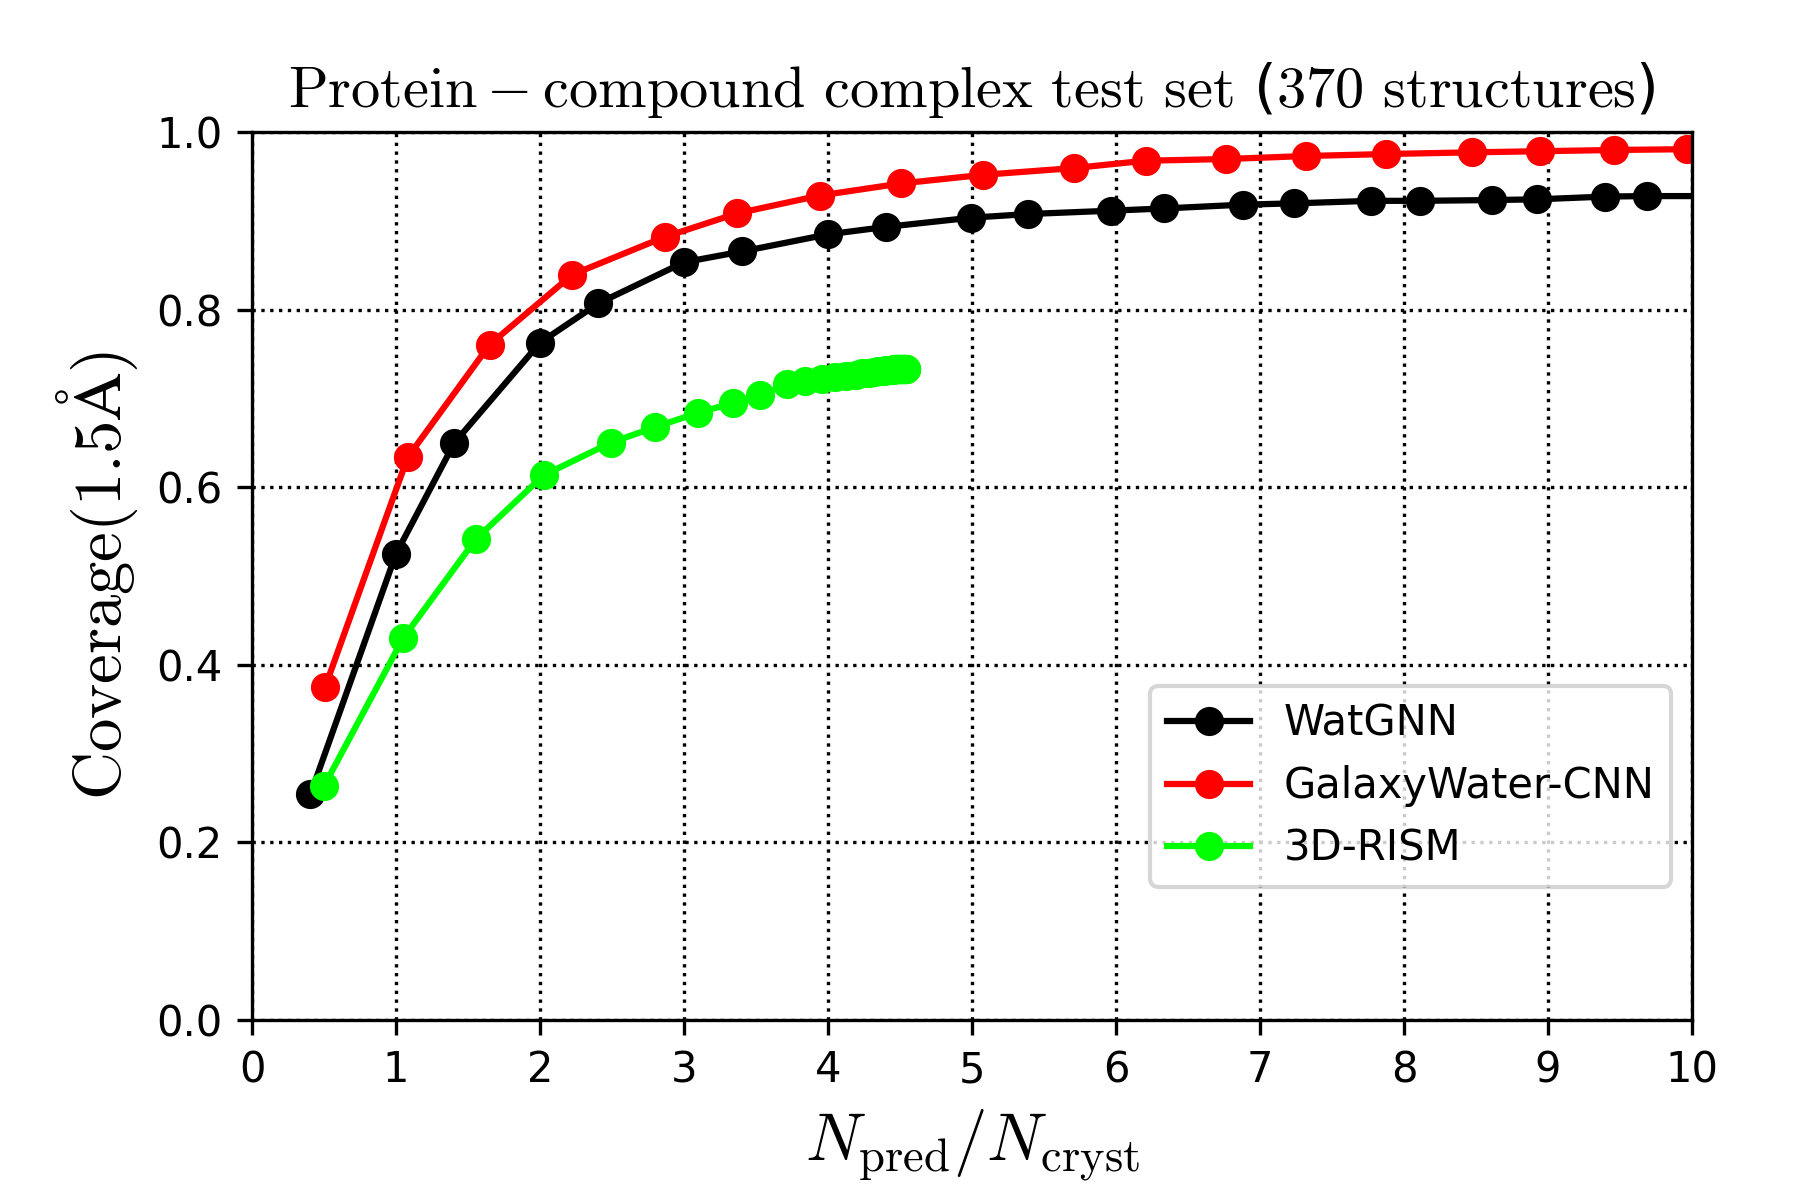 Protein − compound complex test set (370 structures)
1.0
0.8
0.6
0.4
0.2
0.0
Coverage(1.5Å)
WatGNN
GalaxyWater-CNN
3D-RISM
0 1 2 3 4 5 6 7 8 9 10
N_pred/N_cryst